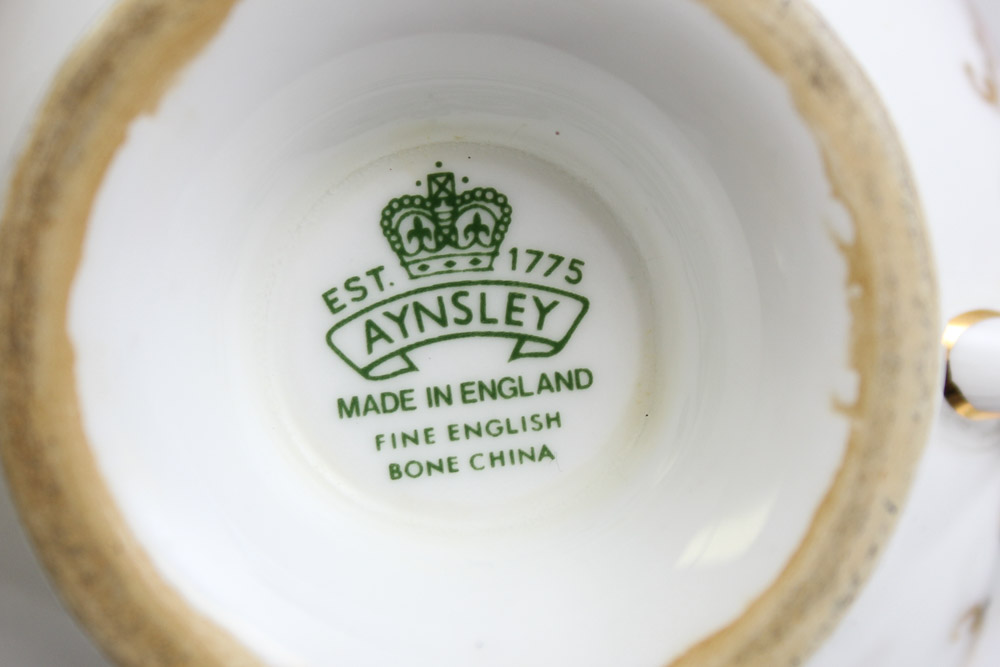 EST. 1775
AYNSLEY
MADE IN ENGLAND
FINE ENGLISH
BONE CHINA